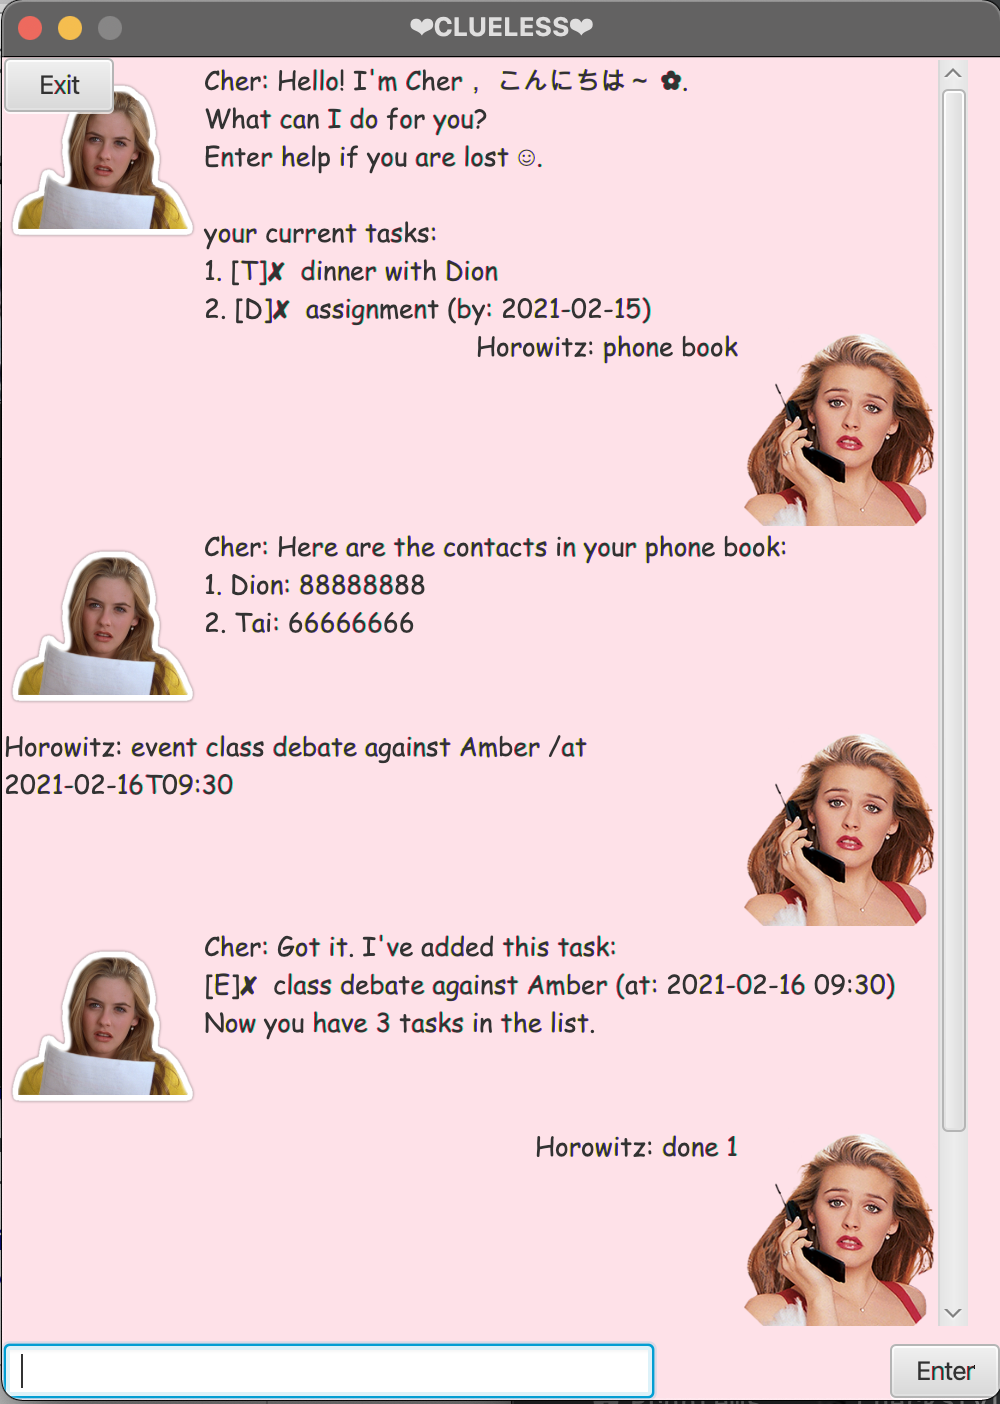 ❤CLUELESS❤
Exit
Cher: Hello! I'm Cher , こんにちは~ ✿.
What can I do for you?
Enter help if you are lost ☺.
your current tasks:
1. [T]✘ dinner with Dion
2. [D]✘ assignment (by: 2021-02-15)
Horowitz: phone book
Cher: Here are the contacts in your phone book:
1. Dion: 88888888
2. Tai: 66666666
Horowitz: event class debate against Amber /at
2021-02-16T09:30
Cher: Got it. I've added this task:
[E]✘ class debate against Amber (at: 2021-02-16 09:30)
Now you have 3 tasks in the list.
Horowitz: done 1
Enter